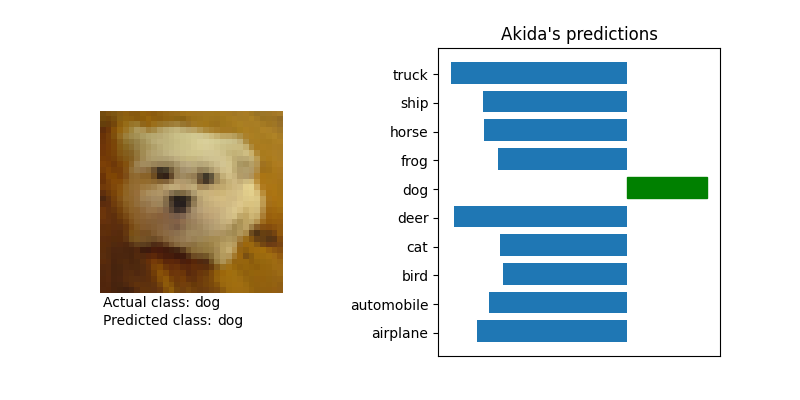 Actual class: dog
Predicted class: dog
Akida's predictions
truck
ship
horse
frog
dog
deer
cat
bird
automobile
airplane